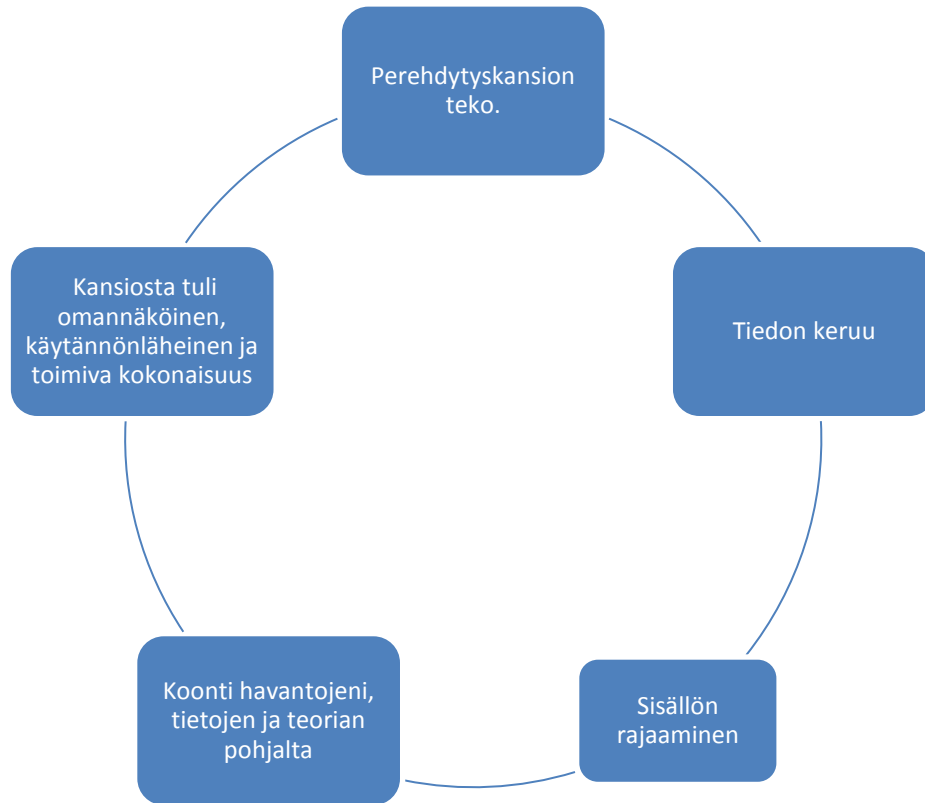 Perehdytyskansion
teko.
Tiedon keruu
Sisällön
rajaaminen
Koonti havantojeni,
tietojen ja teorian
pohjalta
Kansiosta tuli
omannäköinen,
käytännönläheinen ja
toimiva kokonaisuus